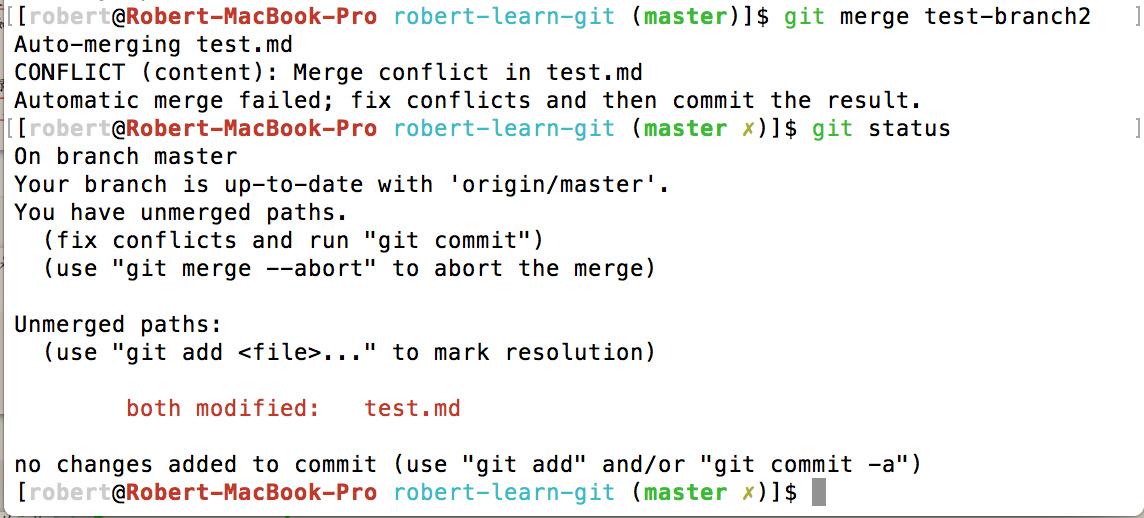 [[robert@Robert-MacBook-Pro robert-learn-git (master)]$ git merge test-branch2 ]
Auto-merging test.md
CONFLICT (content): Merge conflict in test.md
Automatic merge failed; fix conflicts and then commit the result.
[[robert@Robert-MacBook-Pro robert-learn-git (master ✗)]$ git status ]
On branch master
Your branch is up-to-date with 'origin/master'.
You have unmerged paths.
  (fix conflicts and run "git commit")
  (use "git merge --abort" to abort the merge)
Unmerged paths:
  (use "git add <file>..." to mark resolution)
        both modified:   test.md
no changes added to commit (use "git add" and/or "git commit -a")
[robert@Robert-MacBook-Pro robert-learn-git (master ✗)]$